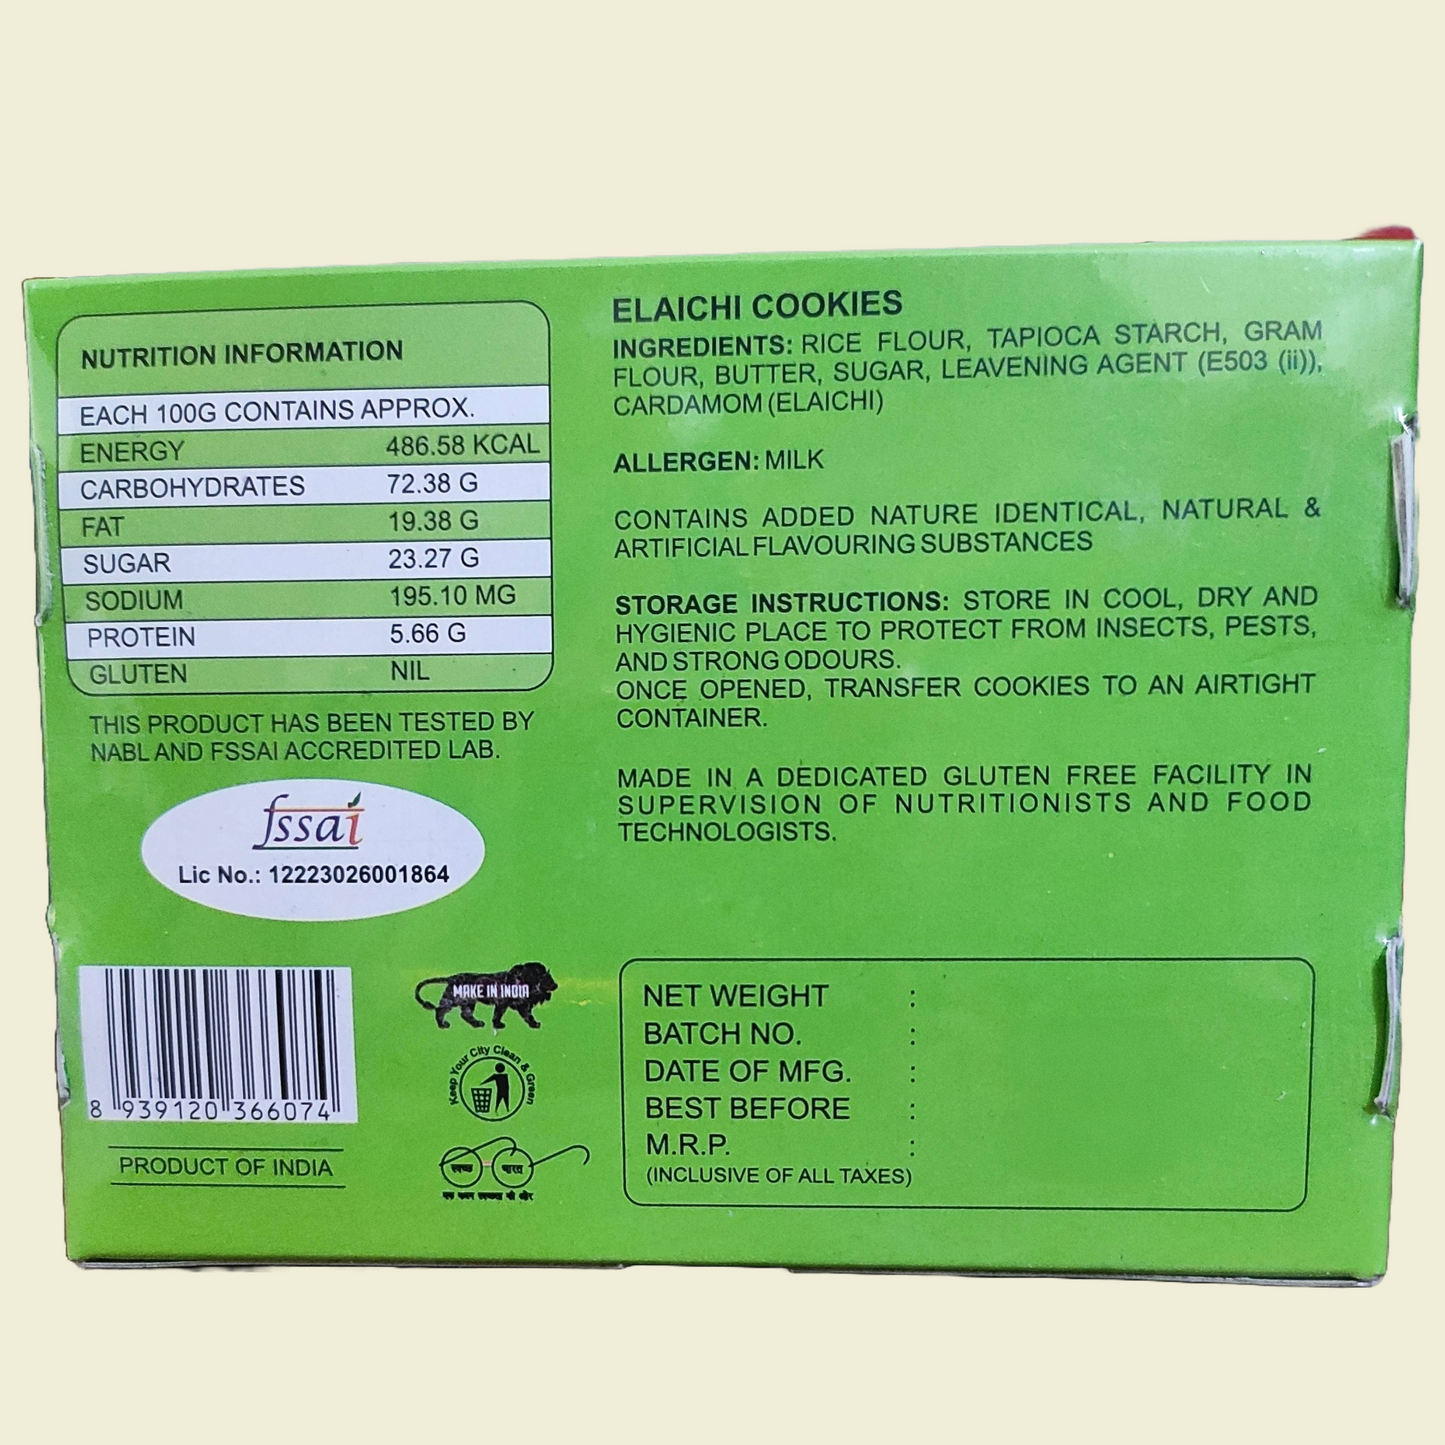 NUTRITION INFORMATION
EACH 100G CONTAINS APPROX.
ENERGY 486.58 KCAL
CARBOHYDRATES 72.38 G
FAT 19.38 G
SUGAR 23.27 G
SODIUM 195.10 MG
PROTEIN 5.66 G
GLUTEN NIL
THIS PRODUCT HAS BEEN TESTED BY
NABL AND FSSAI ACCREDITED LAB.
fssai
Lic No.: 12223026001864
8 939120 366074
PRODUCT OF INDIA
MAKE IN INDIA
Keep Your City Clean & Green
स्वच्छ भारत
एक कदम स्वच्छता की ओर
ELAICHI COOKIES
INGREDIENTS: RICE FLOUR, TAPIOCA STARCH, GRAM
FLOUR, BUTTER, SUGAR, LEAVENING AGENT (E503 (ii)),
CARDAMOM (ELAICHI)
ALLERGEN: MILK
CONTAINS ADDED NATURE IDENTICAL, NATURAL &
ARTIFICIAL FLAVOURING SUBSTANCES
STORAGE INSTRUCTIONS: STORE IN COOL, DRY AND
HYGIENIC PLACE TO PROTECT FROM INSECTS, PESTS,
AND STRONG ODOURS.
ONCE OPENED, TRANSFER COOKIES TO AN AIRTIGHT
CONTAINER.
MADE IN A DEDICATED GLUTEN FREE FACILITY IN
SUPERVISION OF NUTRITIONISTS AND FOOD
TECHNOLOGISTS.
NET WEIGHT :
BATCH NO. :
DATE OF MFG. :
BEST BEFORE :
M.R.P. :
(INCLUSIVE OF ALL TAXES)